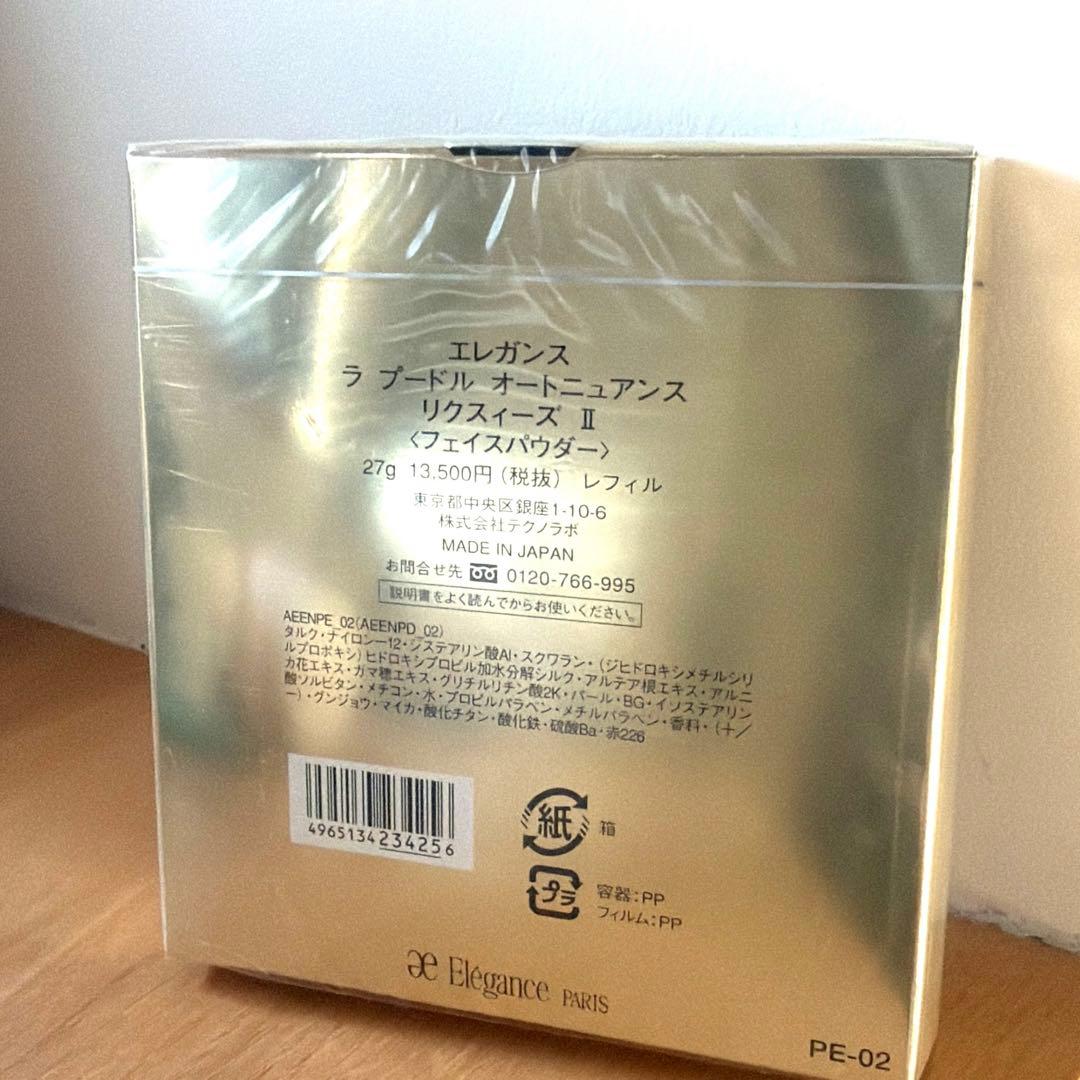 エレガンス
ラ プードル オートニュアンス
リクスィーズ Ⅱ
〈フェイスパウダー〉
27g 13,500円(税抜) レフィル
東京都中央区銀座1-10-6
株式会社テクノラボ
MADE IN JAPAN
お問合せ先 0120-766-995
説明書をよく読んでからお使いください。
AEENPE_02(AEENPD_02)
タルク・ナイロン-12・ジステアリン酸Al・スクワラン・(ジヒドロキシメチルシリ
ルプロポキシ)ヒドロキシプロピル加水分解シルク・アルテア根エキス・アルニ
カ花エキス・ガマ穂エキス・グリチルリチン酸2K・パール・BG・イソステアリン
酸ソルビタン・メチコン・水・プロピルパラベン・メチルパラベン・香料・(+/
-)・グンジョウ・マイカ・酸化チタン・酸化鉄・硫酸Ba・赤226
4965134234256
紙 箱
プラ 容器:PP
フィルム:PP
æ Elégance PARIS
PE-02